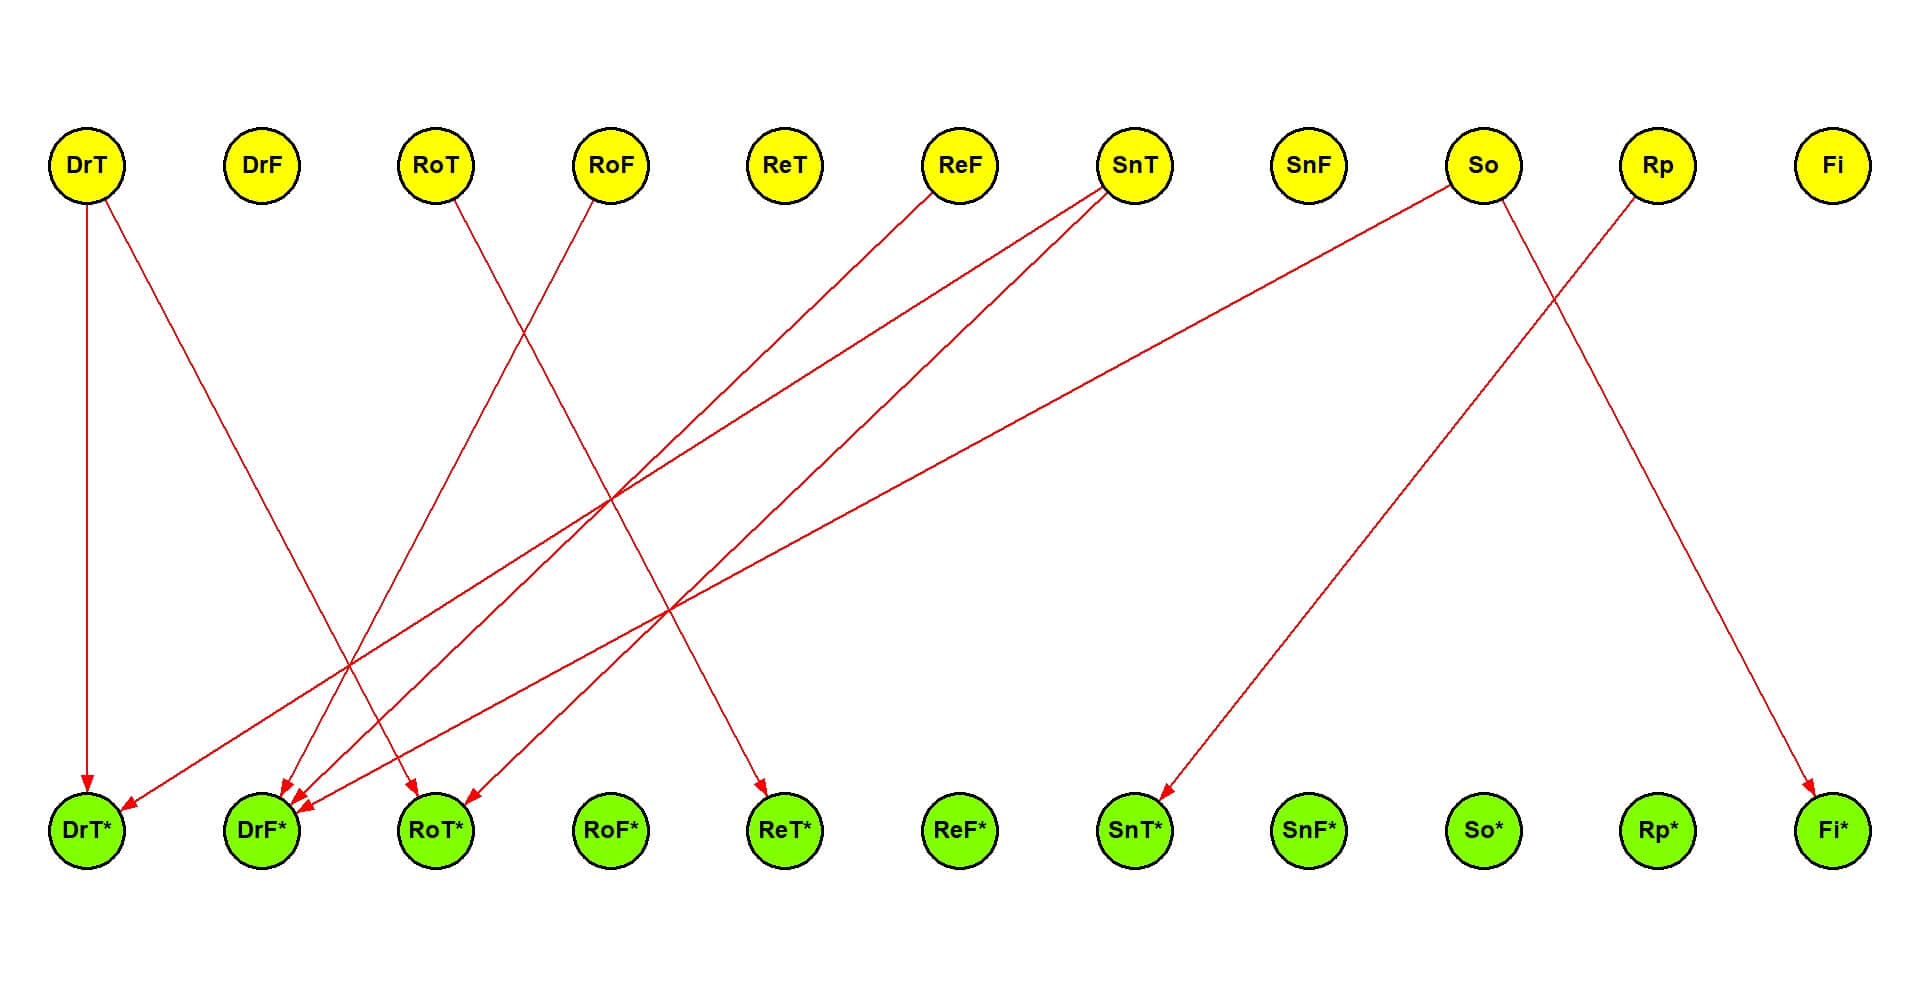 DrT DrF RoT RoF ReT ReF SnT SnF So Rp Fi
DrT* DrF* RoT* RoF* ReT* ReF* SnT* SnF* So* Rp* Fi*